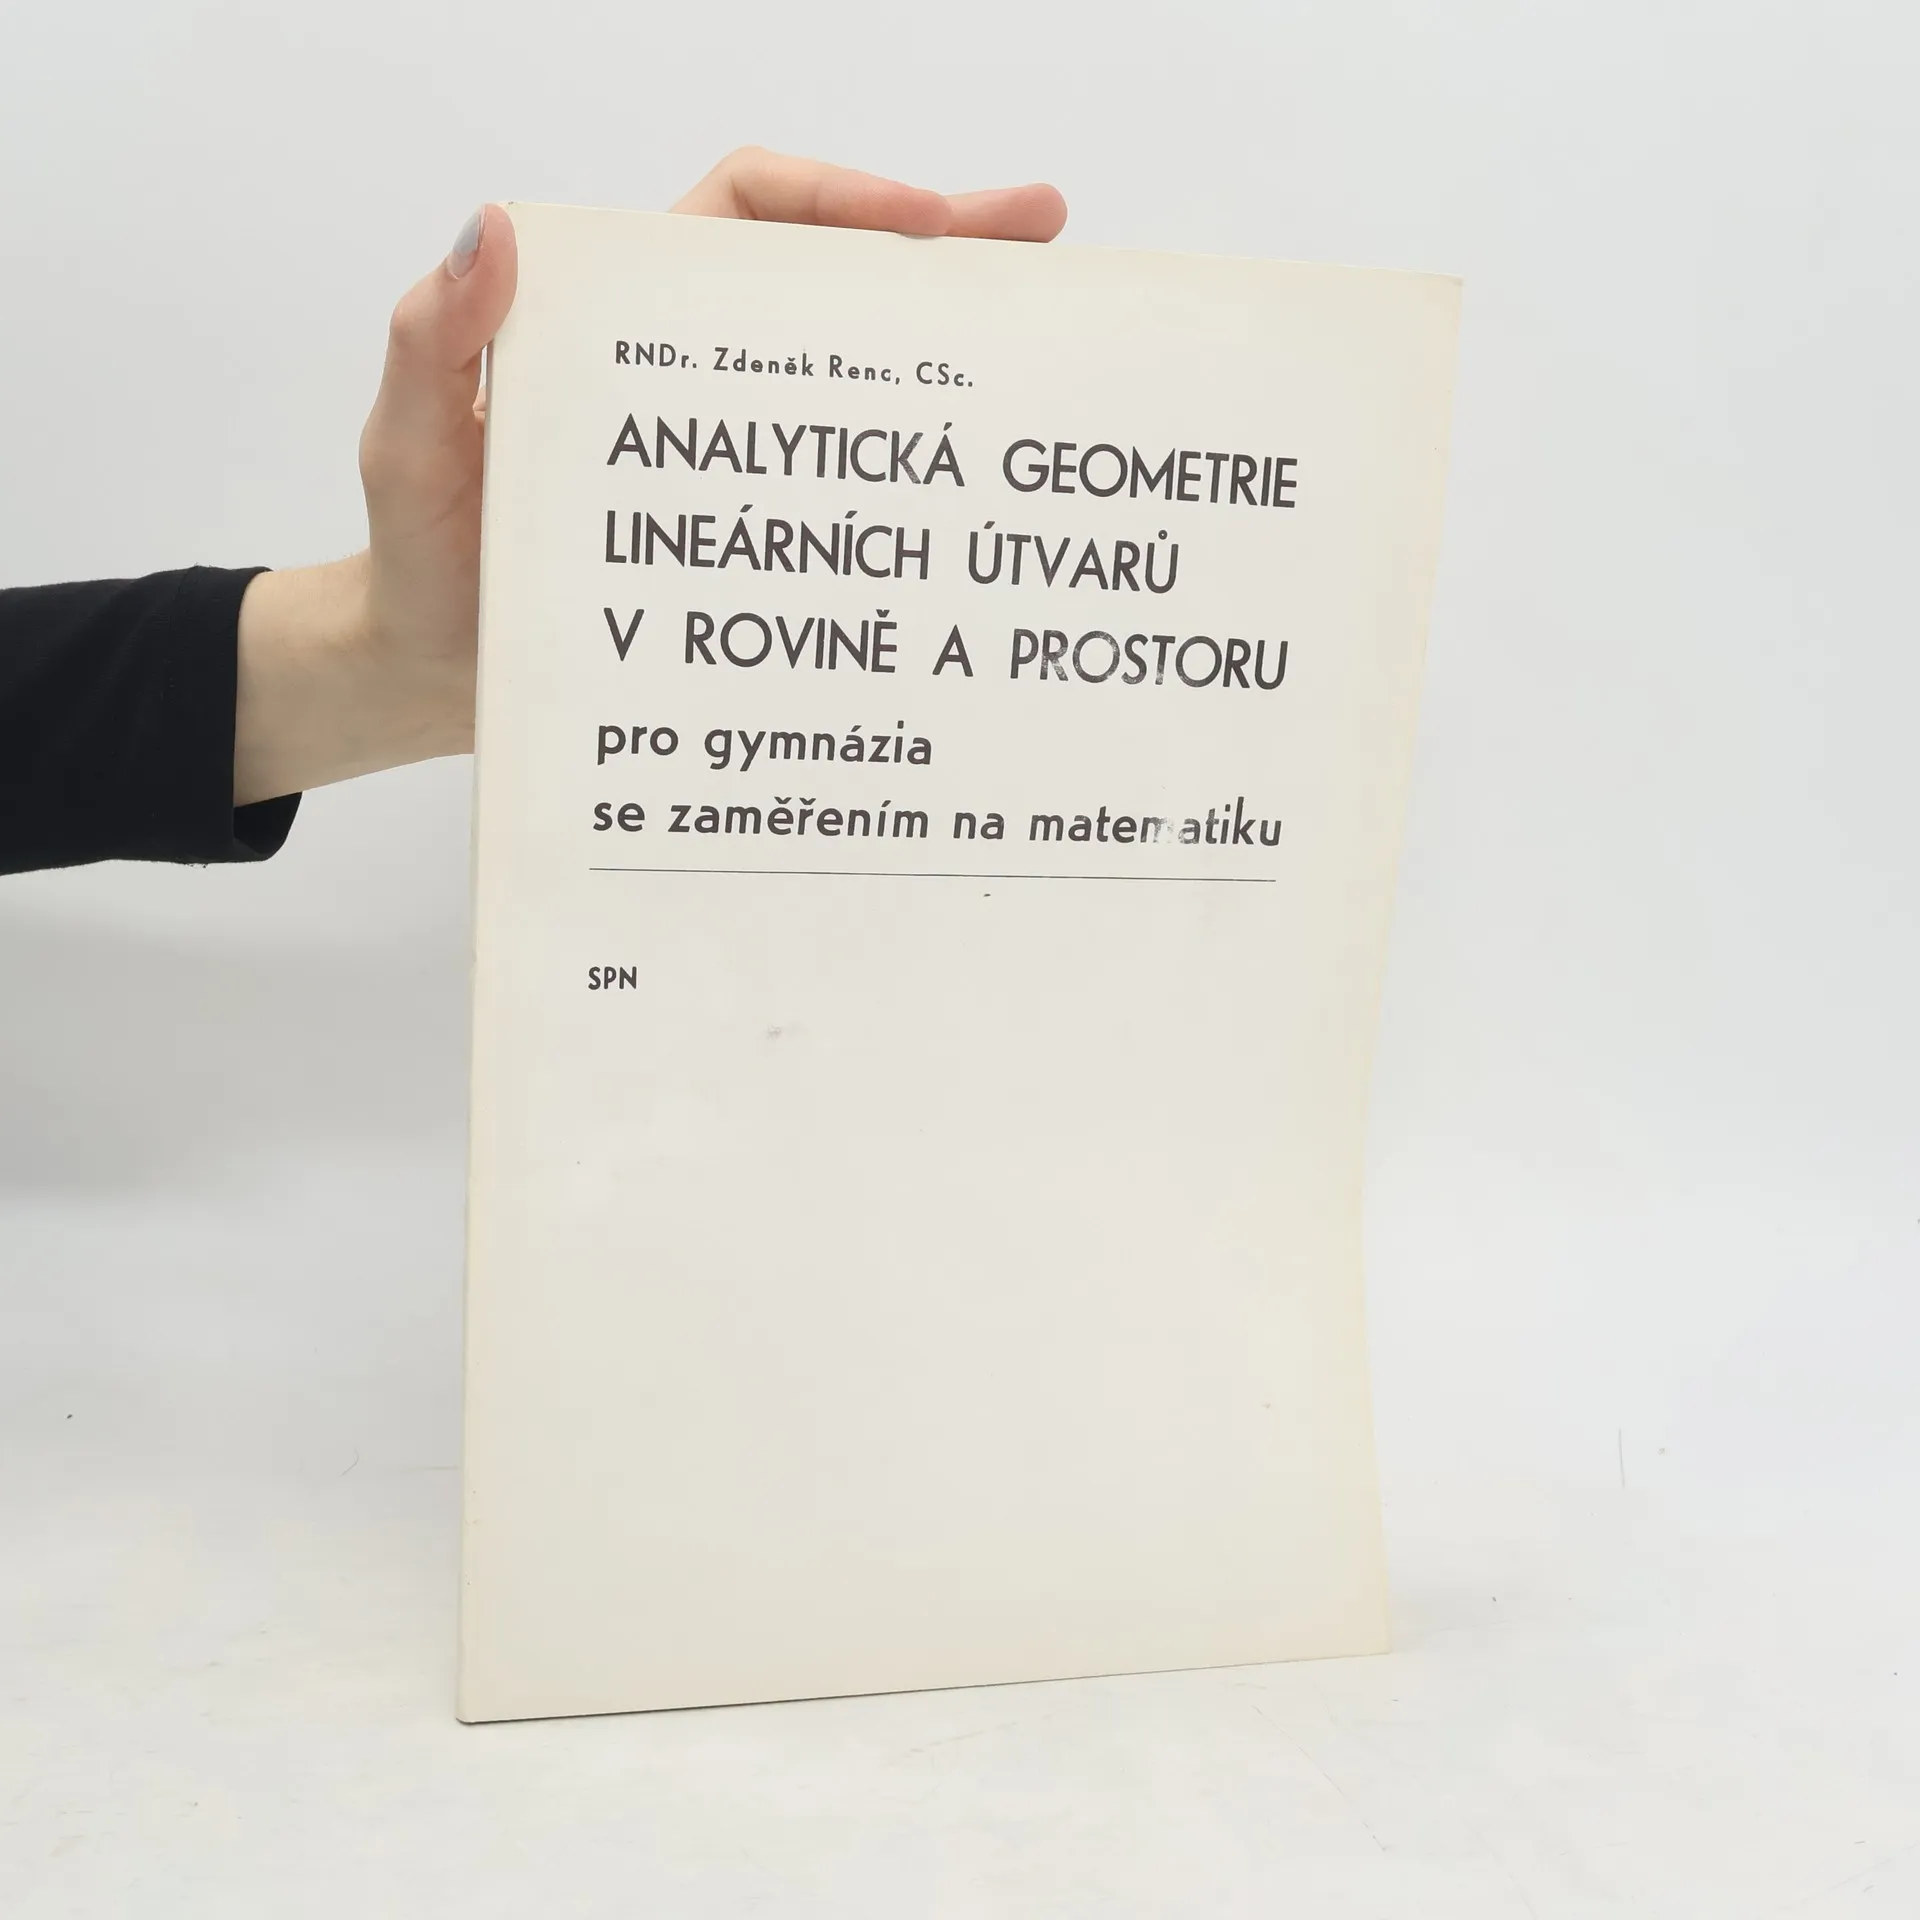 RNDr. Zdeněk Renc, CSc.
ANALYTICKÁ GEOMETRIE
LINEÁRNÍCH ÚTVARŮ
V ROVINĚ A PROSTORU
pro gymnázia
se zaměřením na matematiku
SPN